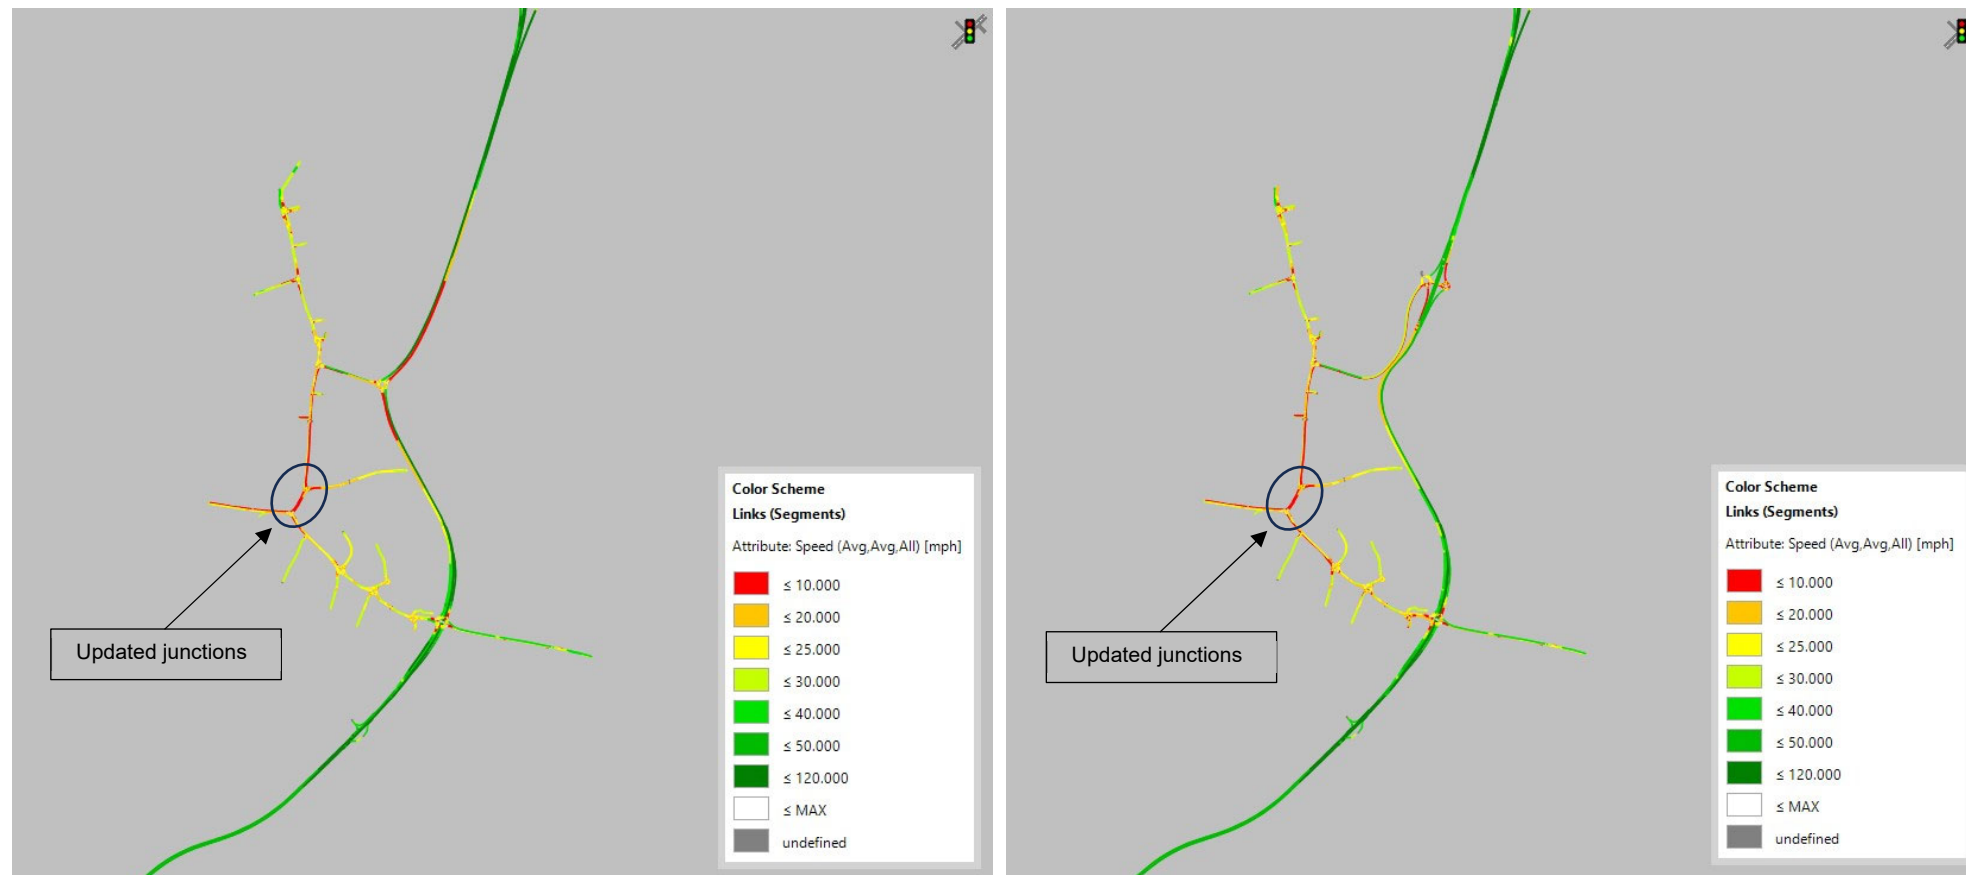 Color Scheme
Links (Segments)
Attribute: Speed (Avg,Avg,All) [mph]
≤ 10.000
≤ 20.000
≤ 25.000
≤ 30.000
≤ 40.000
≤ 50.000
≤ 120.000
≤ MAX
undefined
Updated junctions
Color Scheme
Links (Segments)
Attribute: Speed (Avg,Avg,All) [mph]
≤ 10.000
≤ 20.000
≤ 25.000
≤ 30.000
≤ 40.000
≤ 50.000
≤ 120.000
≤ MAX
undefined
Updated junctions